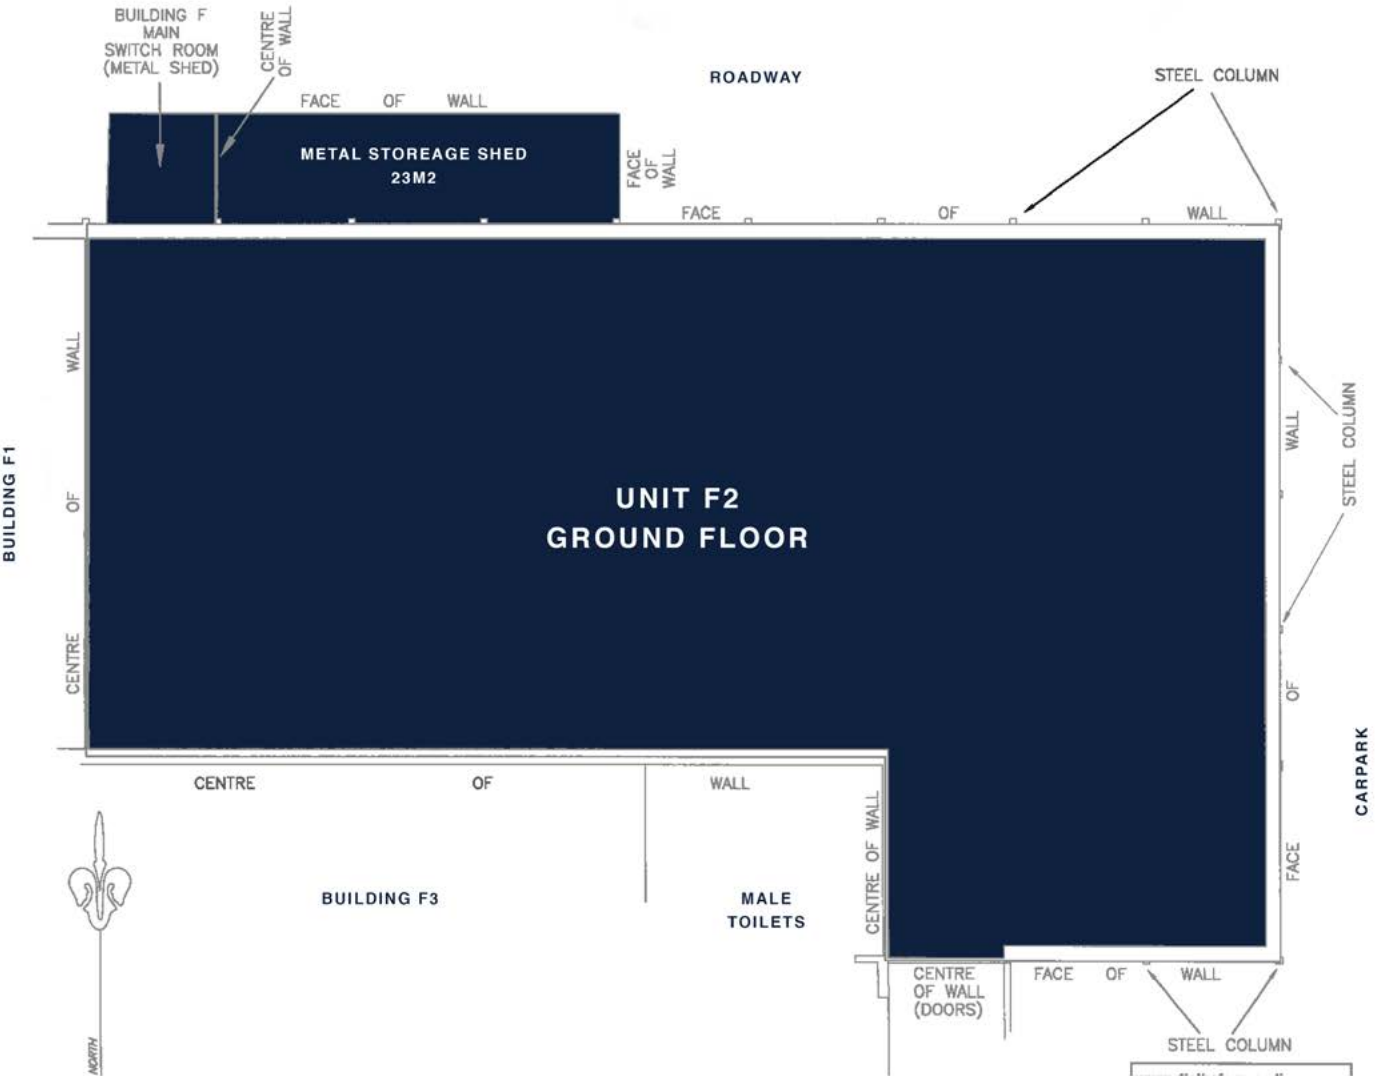 BUILDING F
MAIN
SWITCH ROOM
(METAL SHED)
CENTRE
OF WALL
FACE OF WALL
ROADWAY
STEEL COLUMN
METAL STOREAGE SHED
23M2
FACE
OF
WALL
FACE OF WALL
BUILDING F1
CENTRE OF WALL
UNIT F2
GROUND FLOOR
FACE OF WALL
STEEL COLUMN
CARPARK
CENTRE OF WALL
CENTRE OF WALL
BUILDING F3
MALE
TOILETS
CENTRE
OF WALL
(DOORS)
FACE OF WALL
STEEL COLUMN
NORTH